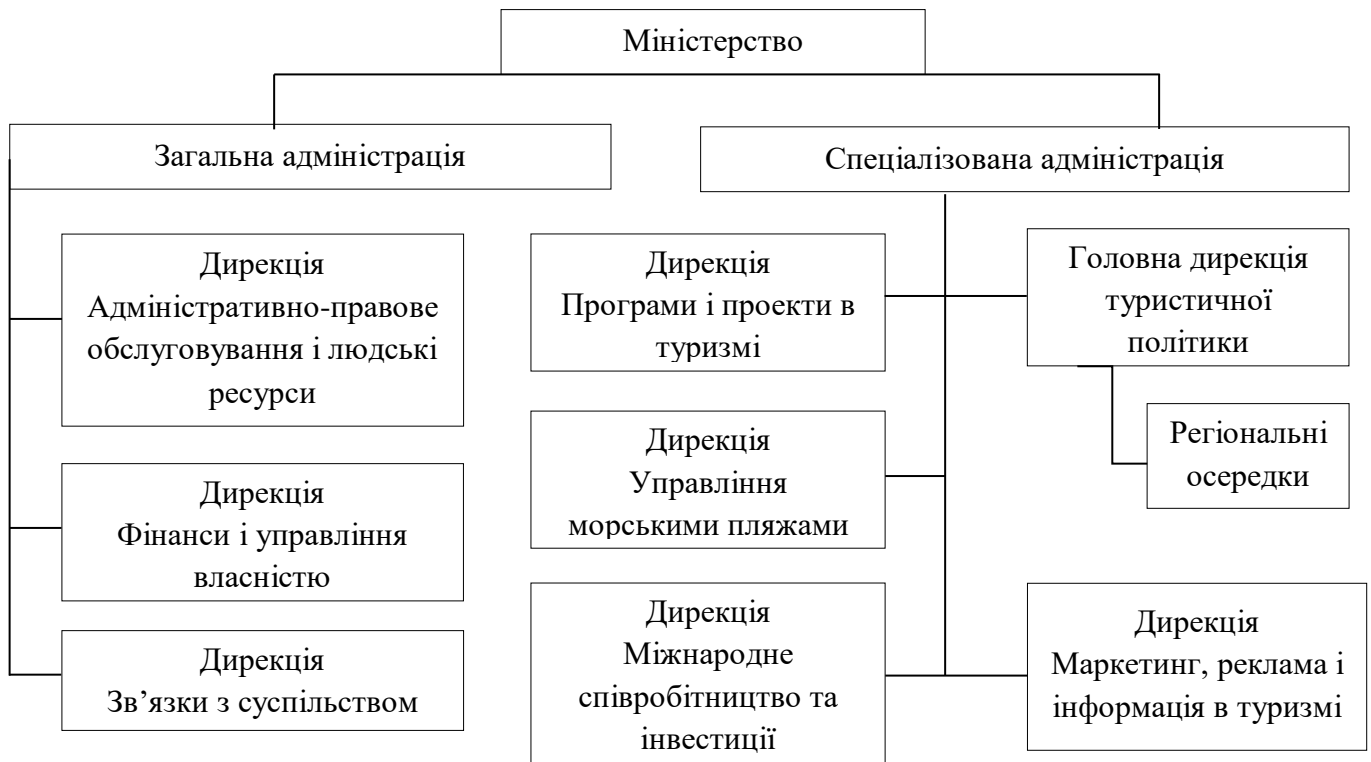 Міністерство
Загальна адміністрація
Спеціалізована адміністрація
Дирекція
Адміністративно-правове
обслуговування і людські
ресурси
Дирекція
Фінанси і управління
власністю
Дирекція
Зв’язки з суспільством
Дирекція
Програми і проекти в
туризмі
Дирекція
Управління
морськими пляжами
Дирекція
Міжнародне
співробітництво та
інвестиції
Головна дирекція
туристичної
політики
Регіональні
осередки
Дирекція
Маркетинг, реклама і
інформація в туризмі